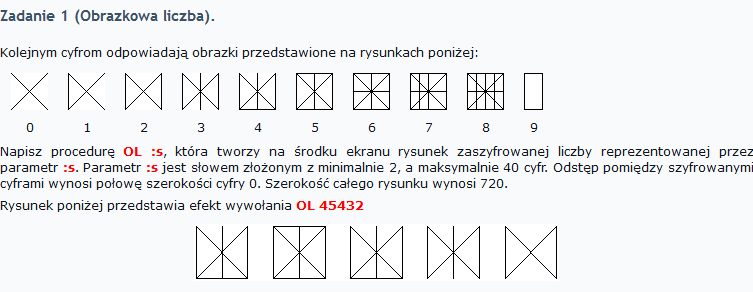 Zadanie 1 (Obrazkowa liczba).
Kolejnym cyfrom odpowiadają obrazki przedstawione na rysunkach poniżej:
0 1 2 3 4 5 6 7 8 9
Napisz procedurę OL :s, która tworzy na środku ekranu rysunek zaszyfrowanej liczby reprezentowanej przez
parametr :s. Parametr :s jest słowem złożonym z minimalnie 2, a maksymalnie 40 cyfr. Odstęp pomiędzy szyfrowanymi
cyframi wynosi połowę szerokości cyfry 0. Szerokość całego rysunku wynosi 720.
Rysunek poniżej przedstawia efekt wywołania OL 45432